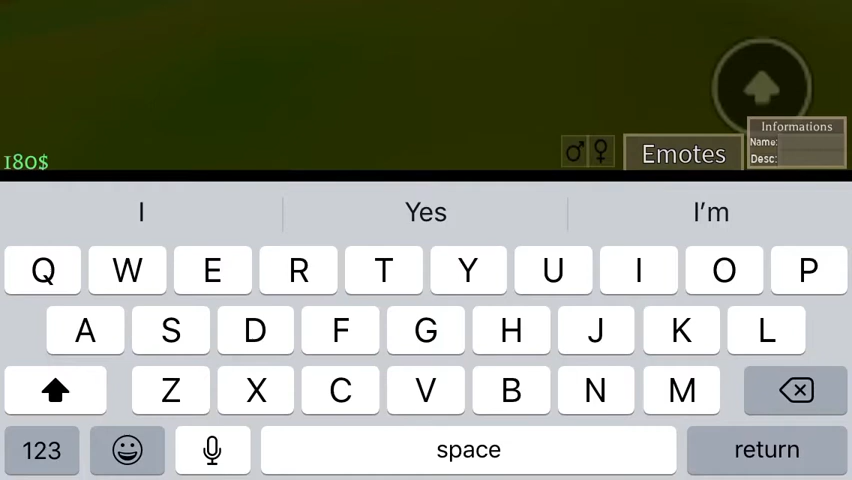 Informations
Name:
Emotes
Desc:
180$
I Yes I’m
Q W E R T Y U I O P
A S D F G H J K L
Z X C V B N M
123 space return